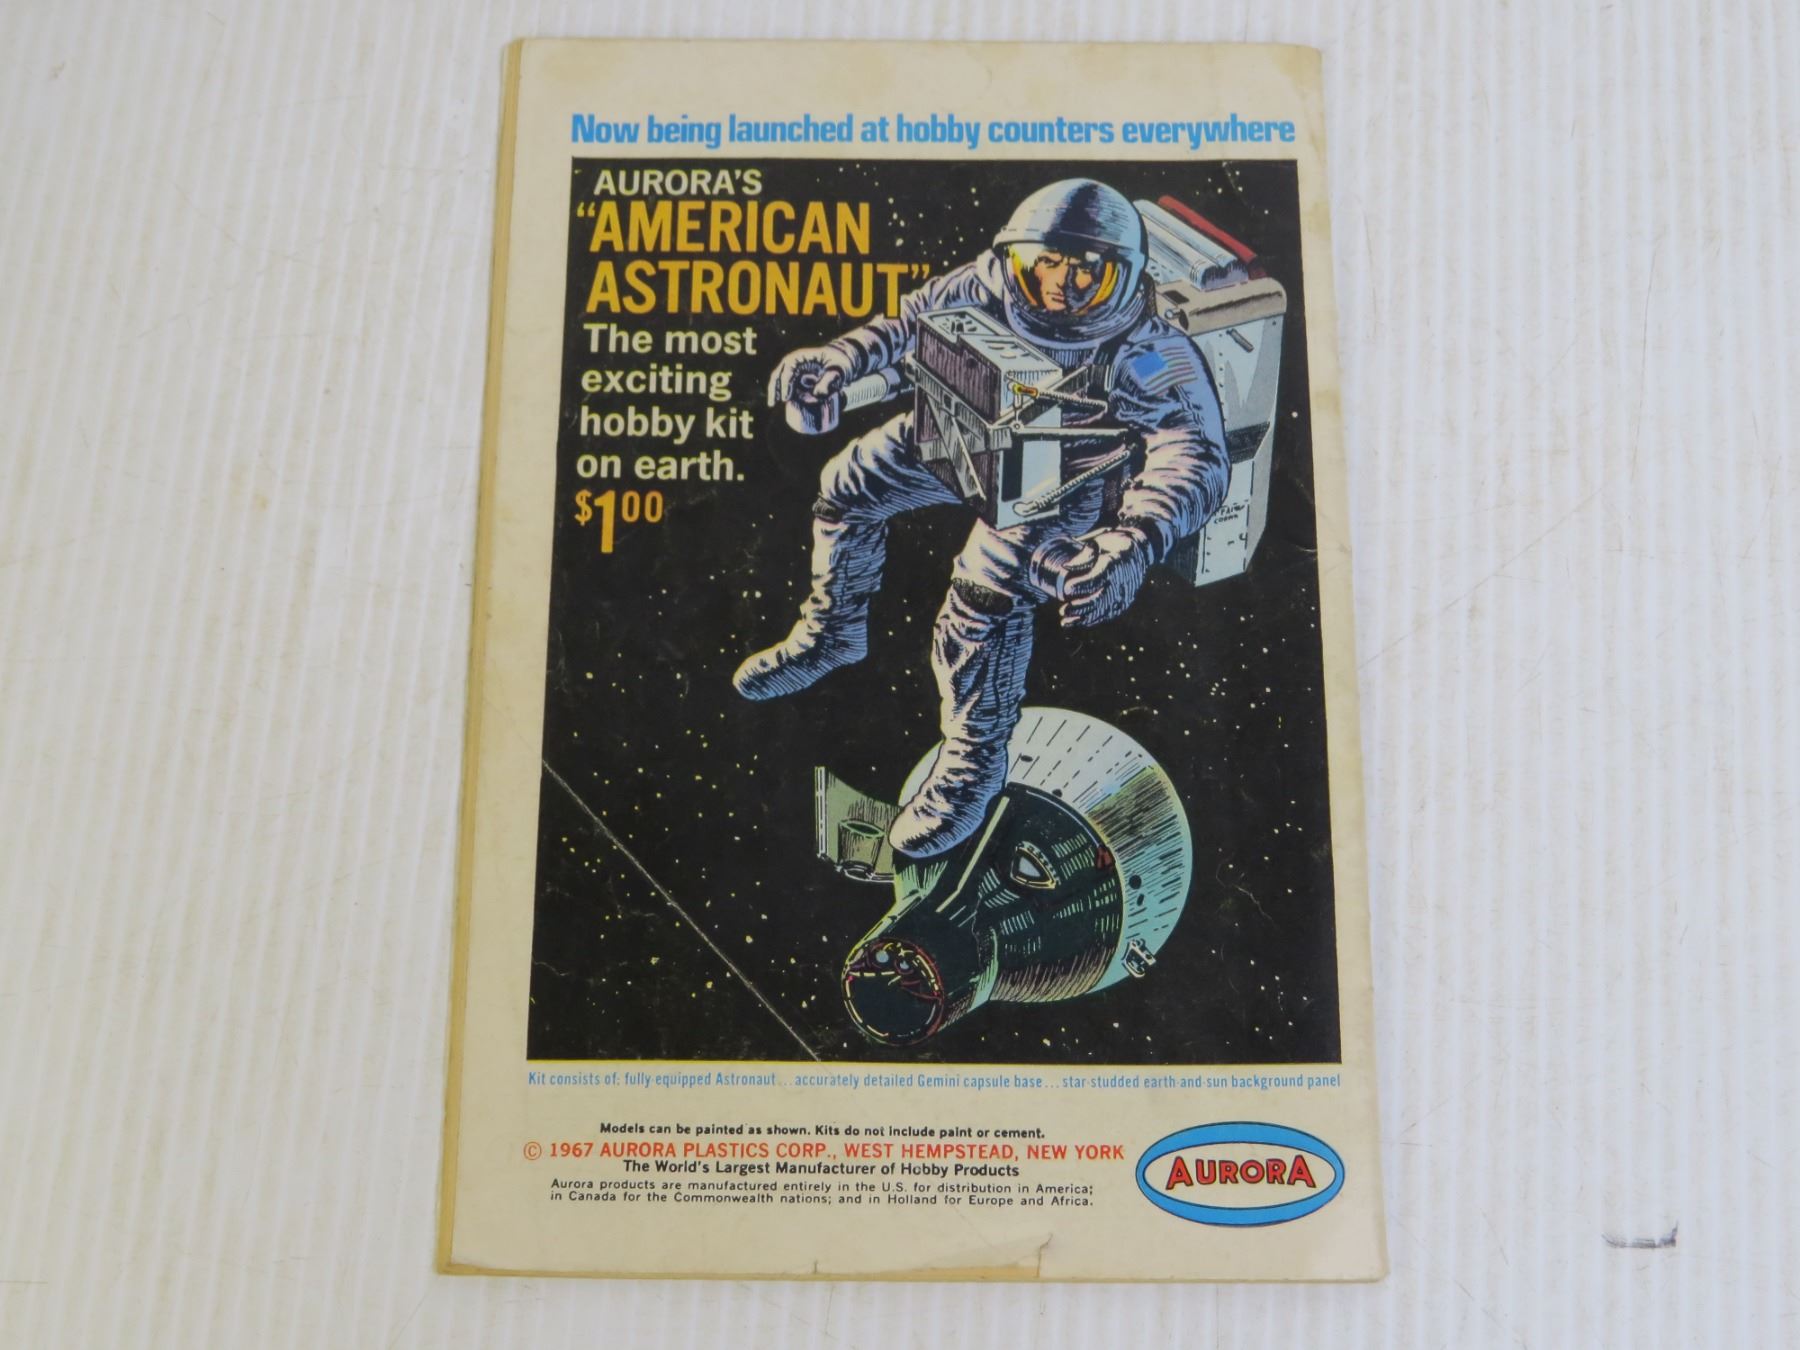 Now being launched at hobby counters everywhere
AURORA'S
“AMERICAN
ASTRONAUT”
The most
exciting
hobby kit
on earth.
$1.00
Kit consists of: fully-equipped Astronaut...accurately detailed Gemini capsule base...star-studded earth-and-sun background panel
Models can be painted as shown. Kits do not include paint or cement.
© 1967 AURORA PLASTICS CORP., WEST HEMPSTEAD, NEW YORK
The World's Largest Manufacturer of Hobby Products
Aurora products are manufactured entirely in the U.S. for distribution in America;
in Canada for the Commonwealth nations; and in Holland for Europe and Africa.
AURORA